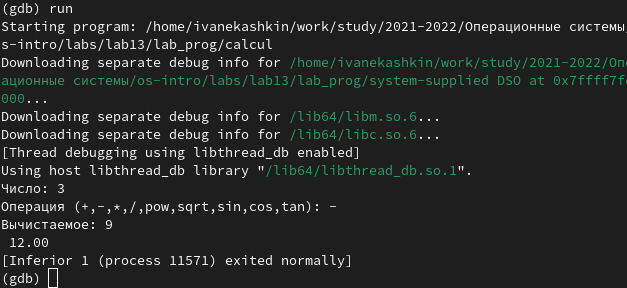 (gdb) run
Starting program: /home/ivanekashkin/work/study/2021-2022/Операционные системы/
s-intro/labs/lab13/lab_prog/calcul
Downloading separate debug info for /home/ivanekashkin/work/study/2021-2022/Опе
ационные системы/os-intro/labs/lab13/lab_prog/system-supplied DSO at 0x7ffff7f
000...
Downloading separate debug info for /lib64/libm.so.6...
Downloading separate debug info for /lib64/libc.so.6...
[Thread debugging using libthread_db enabled]
Using host libthread_db library "/lib64/libthread_db.so.1".
Число: 3
Операция (+,-,*,/,pow,sqrt,sin,cos,tan): -
Вычистаемое: 9
 12.00
[Inferior 1 (process 11571) exited normally]
(gdb)